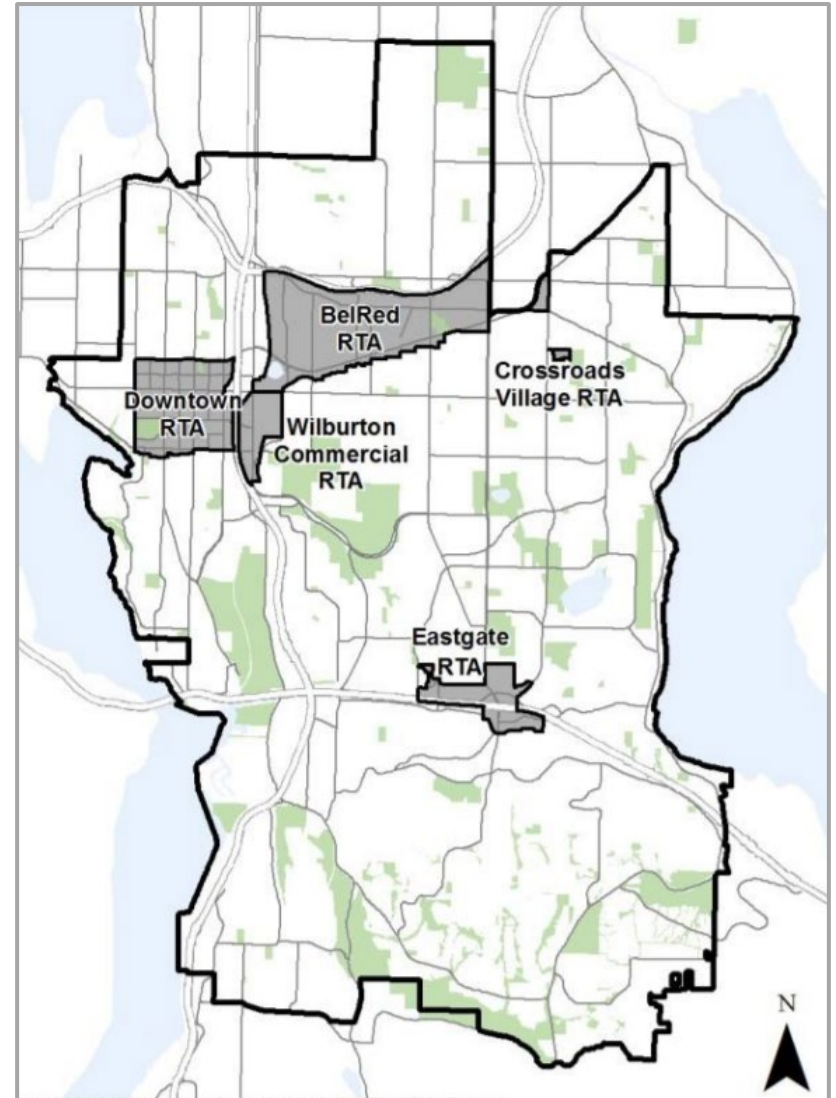 BelRed
RTA
Crossroads
Village RTA
Downtown
RTA
Wilburton
Commercial
RTA
Eastgate
RTA
N